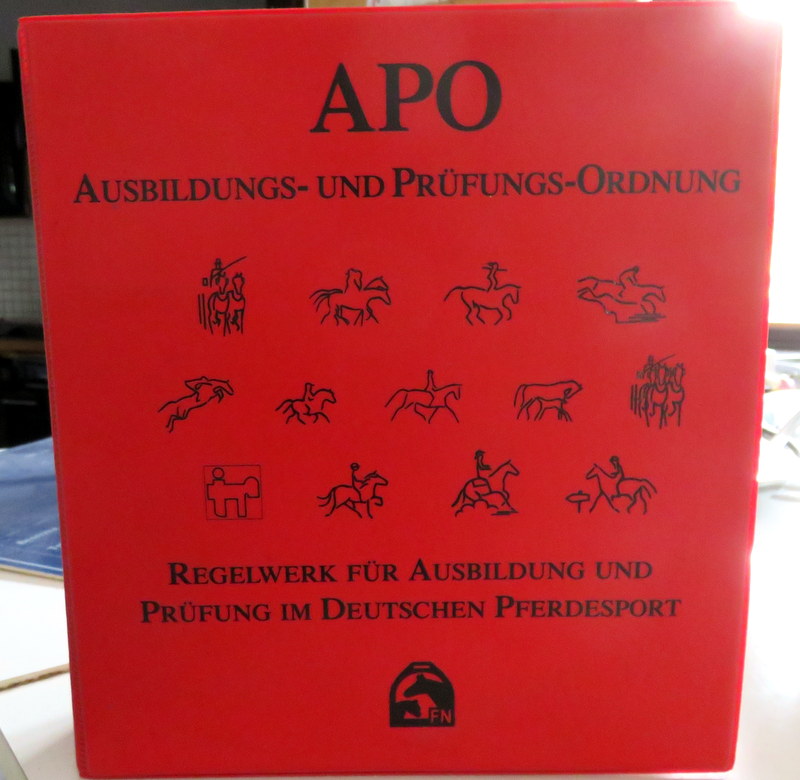 APO
AUSBILDUNGS- UND PRÜFUNGS-ORDNUNG
REGELWERK FÜR AUSBILDUNG UND
PRÜFUNG IM DEUTSCHEN PFERDESPORT
FN